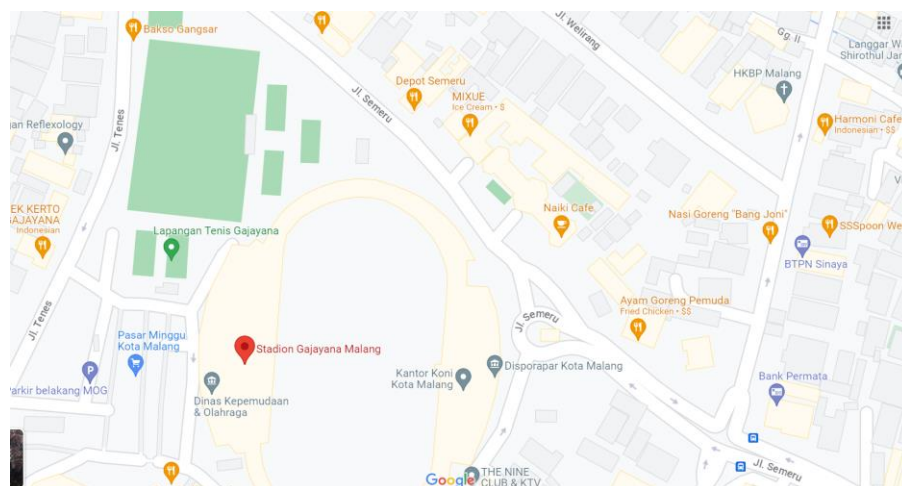 Bakso Gangsar
Jl. Welirang
Gg. II
Langgar W
Shirothul Jan
Depot Semeru
HKBP Malang
MIXUE
Ice Cream • $
Jl. Semeru
an Reflexology
Jl. Tenes
Harmoni Cafe
Indonesian • $$
EK KERTO
GAJAYANA
Indonesian
Lapangan Tenis Gajayana
Naiki Cafe
Nasi Goreng "Bang Joni"
SSSpoon We
BTPN Sinaya
Jl. Tenes
Pasar Minggu
Kota Malang
Stadion Gajayana Malang
Jl. Semeru
Ayam Goreng Pemuda
Fried Chicken • $$
Parkir belakang MOG
Dinas Kepemudaan
& Olahraga
Kantor Koni
Kota Malang
Disporapar Kota Malang
Bank Permata
Google
THE NINE
CLUB & KTV
Jl. Semeru